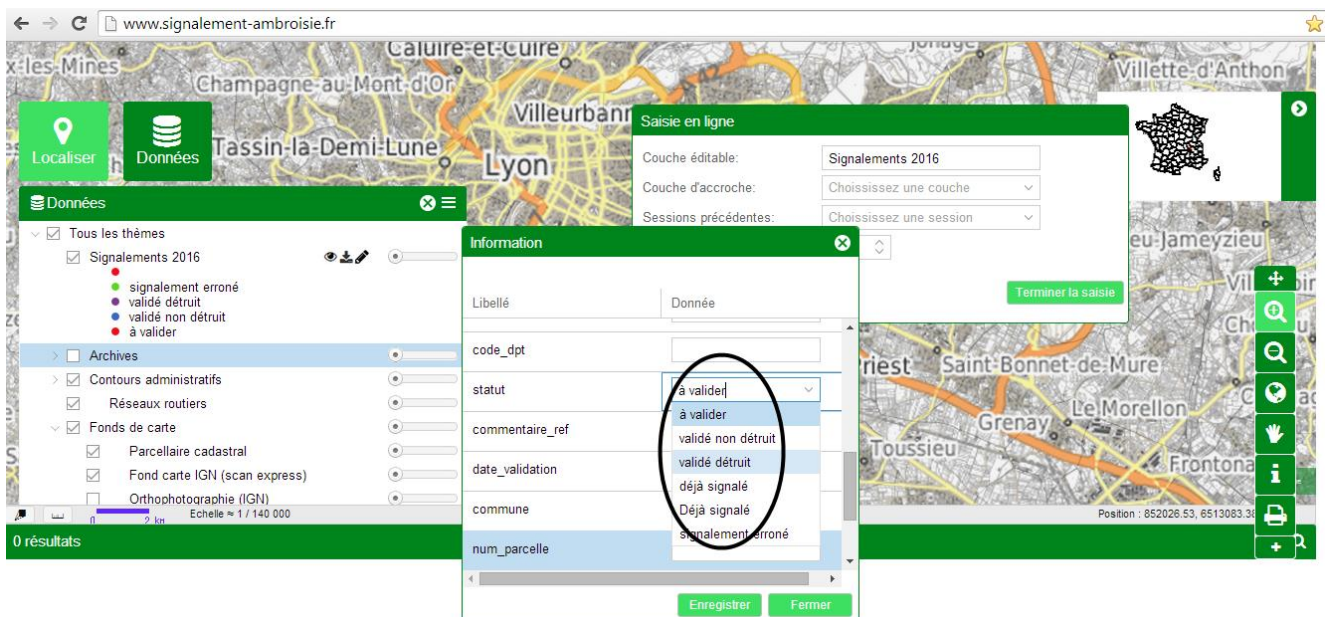 www.signalement-ambroisie.fr
x-les-Mines
Caluire-et-Cuire
Jonage
Villette-d'Anthon
Champagne-au-Mont-d'Or
Villeurbann
Localiser
Données
Tassin-la-Demi-Lune
Lyon
Saisie en ligne
Couche éditable:
Signalements 2016
Couche d'accroche:
Choississez une couche
Sessions précédentes:
Choississez une session
Terminer la saisie
Données
Tous les thèmes
Signalements 2016
signalement erroné
validé détruit
validé non détruit
à valider
Archives
Contours administratifs
Réseaux routiers
Fonds de carte
Parcellaire cadastral
Fond carte IGN (scan express)
Orthophotographie (IGN)
Information
Libellé
Donnée
code_dpt
statut
à valider
à valider
validé non détruit
validé détruit
déjà signalé
Déjà signalé
signalement erroné
commentaire_ref
date_validation
commune
num_parcelle
Enregistrer
Fermer
eu-Jameyzieu
riest
Saint-Bonnet-de-Mure
Le Morellon
Grenay
Toussieu
Frontona
0
2 km
Echelle ≈ 1 / 140 000
Position : 852026.53, 6513083.38
0 résultats